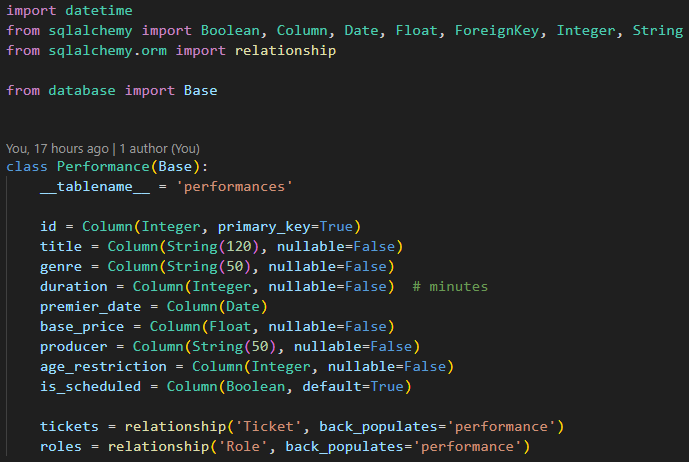 import datetime
from sqlalchemy import Boolean, Column, Date, Float, ForeignKey, Integer, String
from sqlalchemy.orm import relationship
from database import Base
You, 17 hours ago | 1 author (You)
class Performance(Base):
    __tablename__ = 'performances'
    id = Column(Integer, primary_key=True)
    title = Column(String(120), nullable=False)
    genre = Column(String(50), nullable=False)
    duration = Column(Integer, nullable=False)  # minutes
    premier_date = Column(Date)
    base_price = Column(Float, nullable=False)
    producer = Column(String(50), nullable=False)
    age_restriction = Column(Integer, nullable=False)
    is_scheduled = Column(Boolean, default=True)
    tickets = relationship('Ticket', back_populates='performance')
    roles = relationship('Role', back_populates='performance')